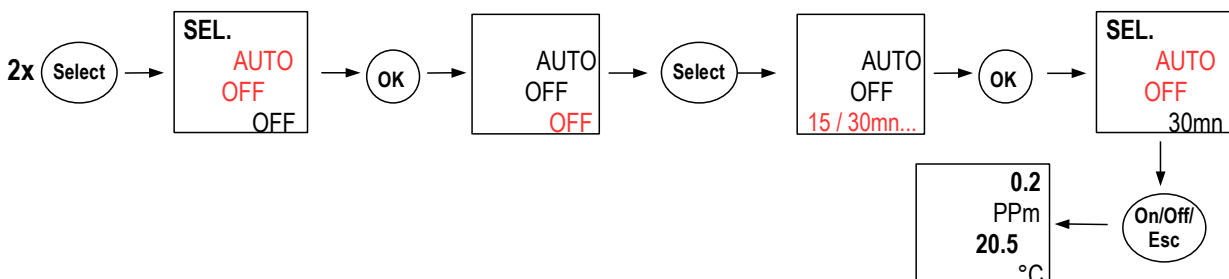 2x
Select
SEL.
AUTO
OFF
OFF
OK
AUTO
OFF
OFF
Select
AUTO
OFF
15 / 30mn...
OK
SEL.
AUTO
OFF
30mn
On/Off/
Esc
0.2
PPm
20.5
°C